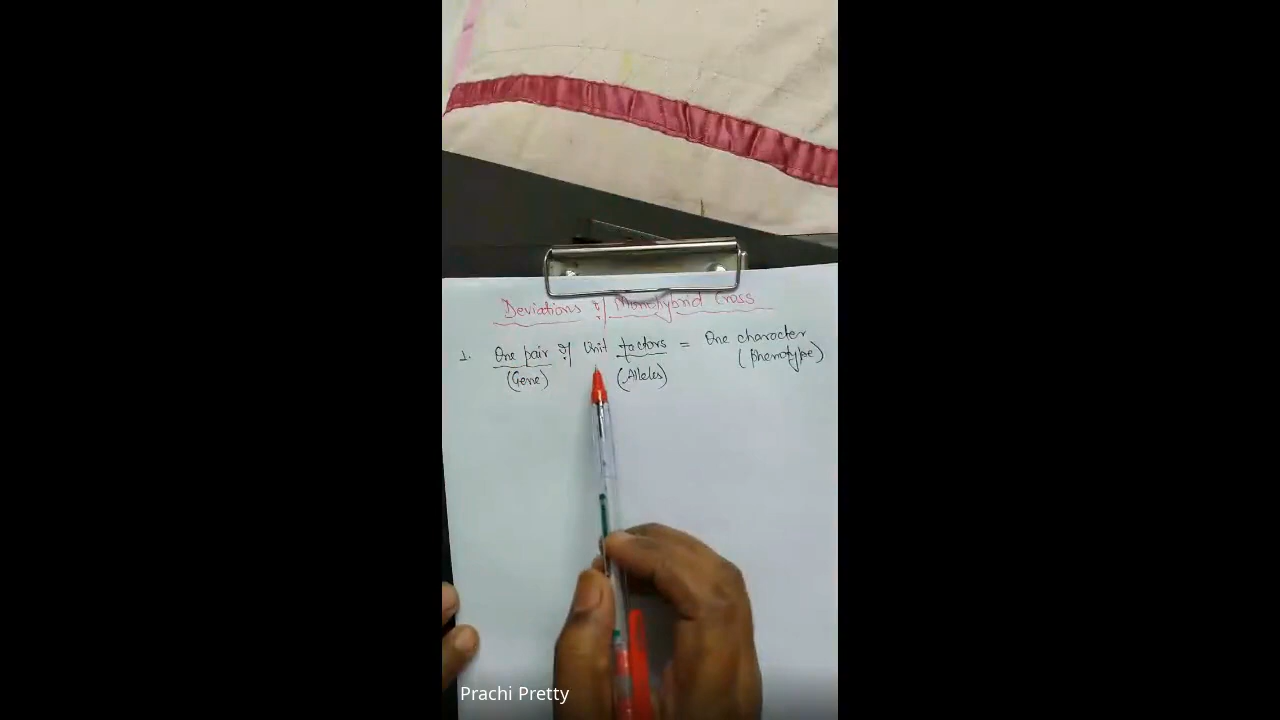 Deviations of Monohybrid Cross
1. One pair of Unit factors = One character
(Gene) (Alleles) (Phenotype)
Prachi Pretty